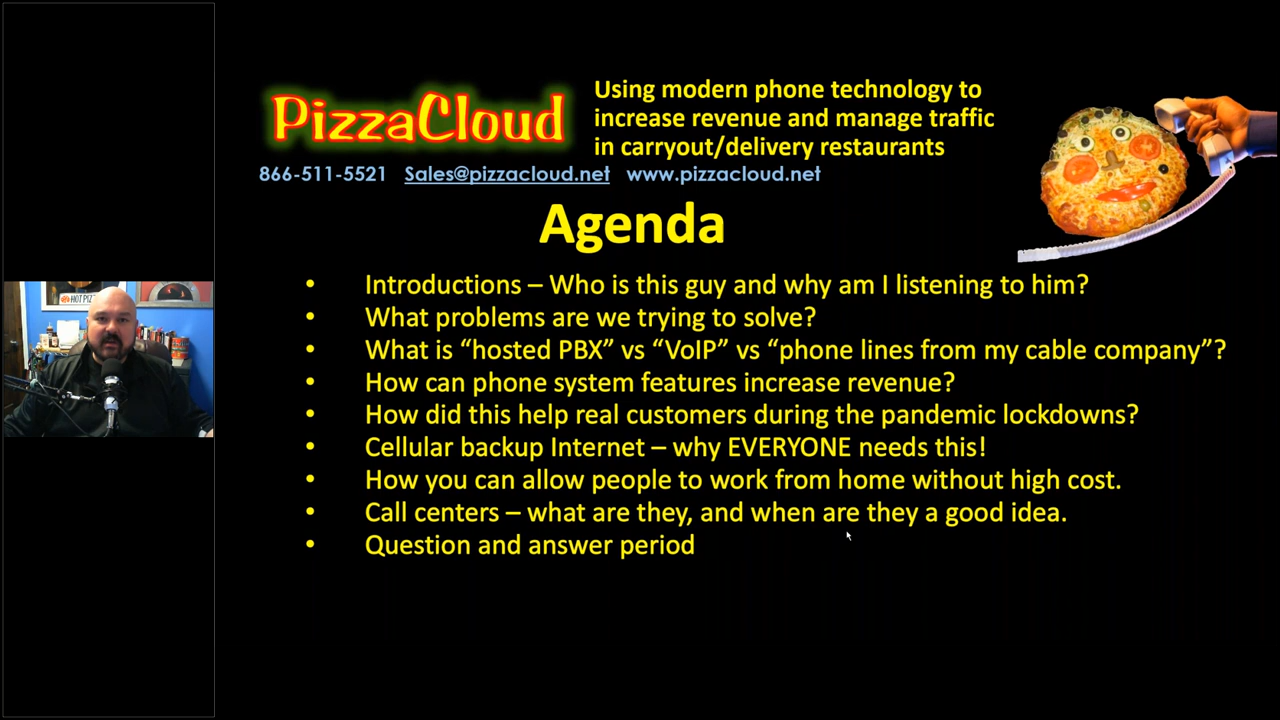 PizzaCloud
Using modern phone technology to
increase revenue and manage traffic
in carryout/delivery restaurants
866-511-5521 Sales@pizzacloud.net www.pizzacloud.net
Agenda
• Introductions – Who is this guy and why am I listening to him?
• What problems are we trying to solve?
• What is “hosted PBX” vs “VoIP” vs “phone lines from my cable company”?
• How can phone system features increase revenue?
• How did this help real customers during the pandemic lockdowns?
• Cellular backup Internet – why EVERYONE needs this!
• How you can allow people to work from home without high cost.
• Call centers – what are they, and when are they a good idea.
• Question and answer period
HOT PIZZ